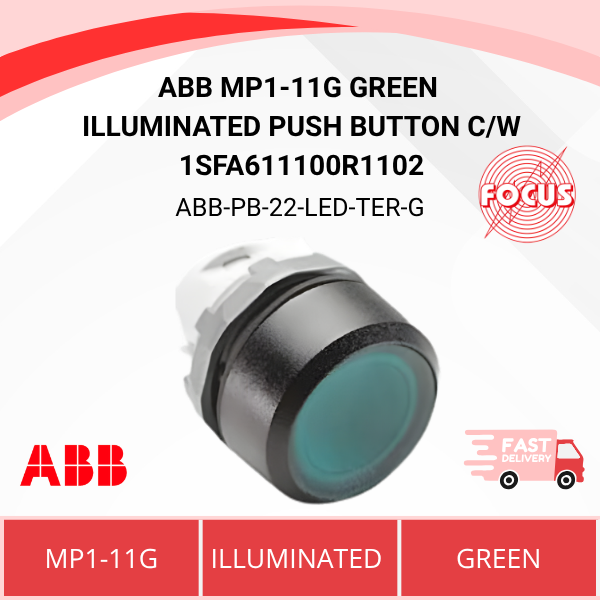 ABB MP1-11G GREEN
ILLUMINATED PUSH BUTTON C/W
1SFA611100R1102
ABB-PB-22-LED-TER-G
FOCUS
ABB
FAST
DELIVERY
MP1-11G
ILLUMINATED
GREEN